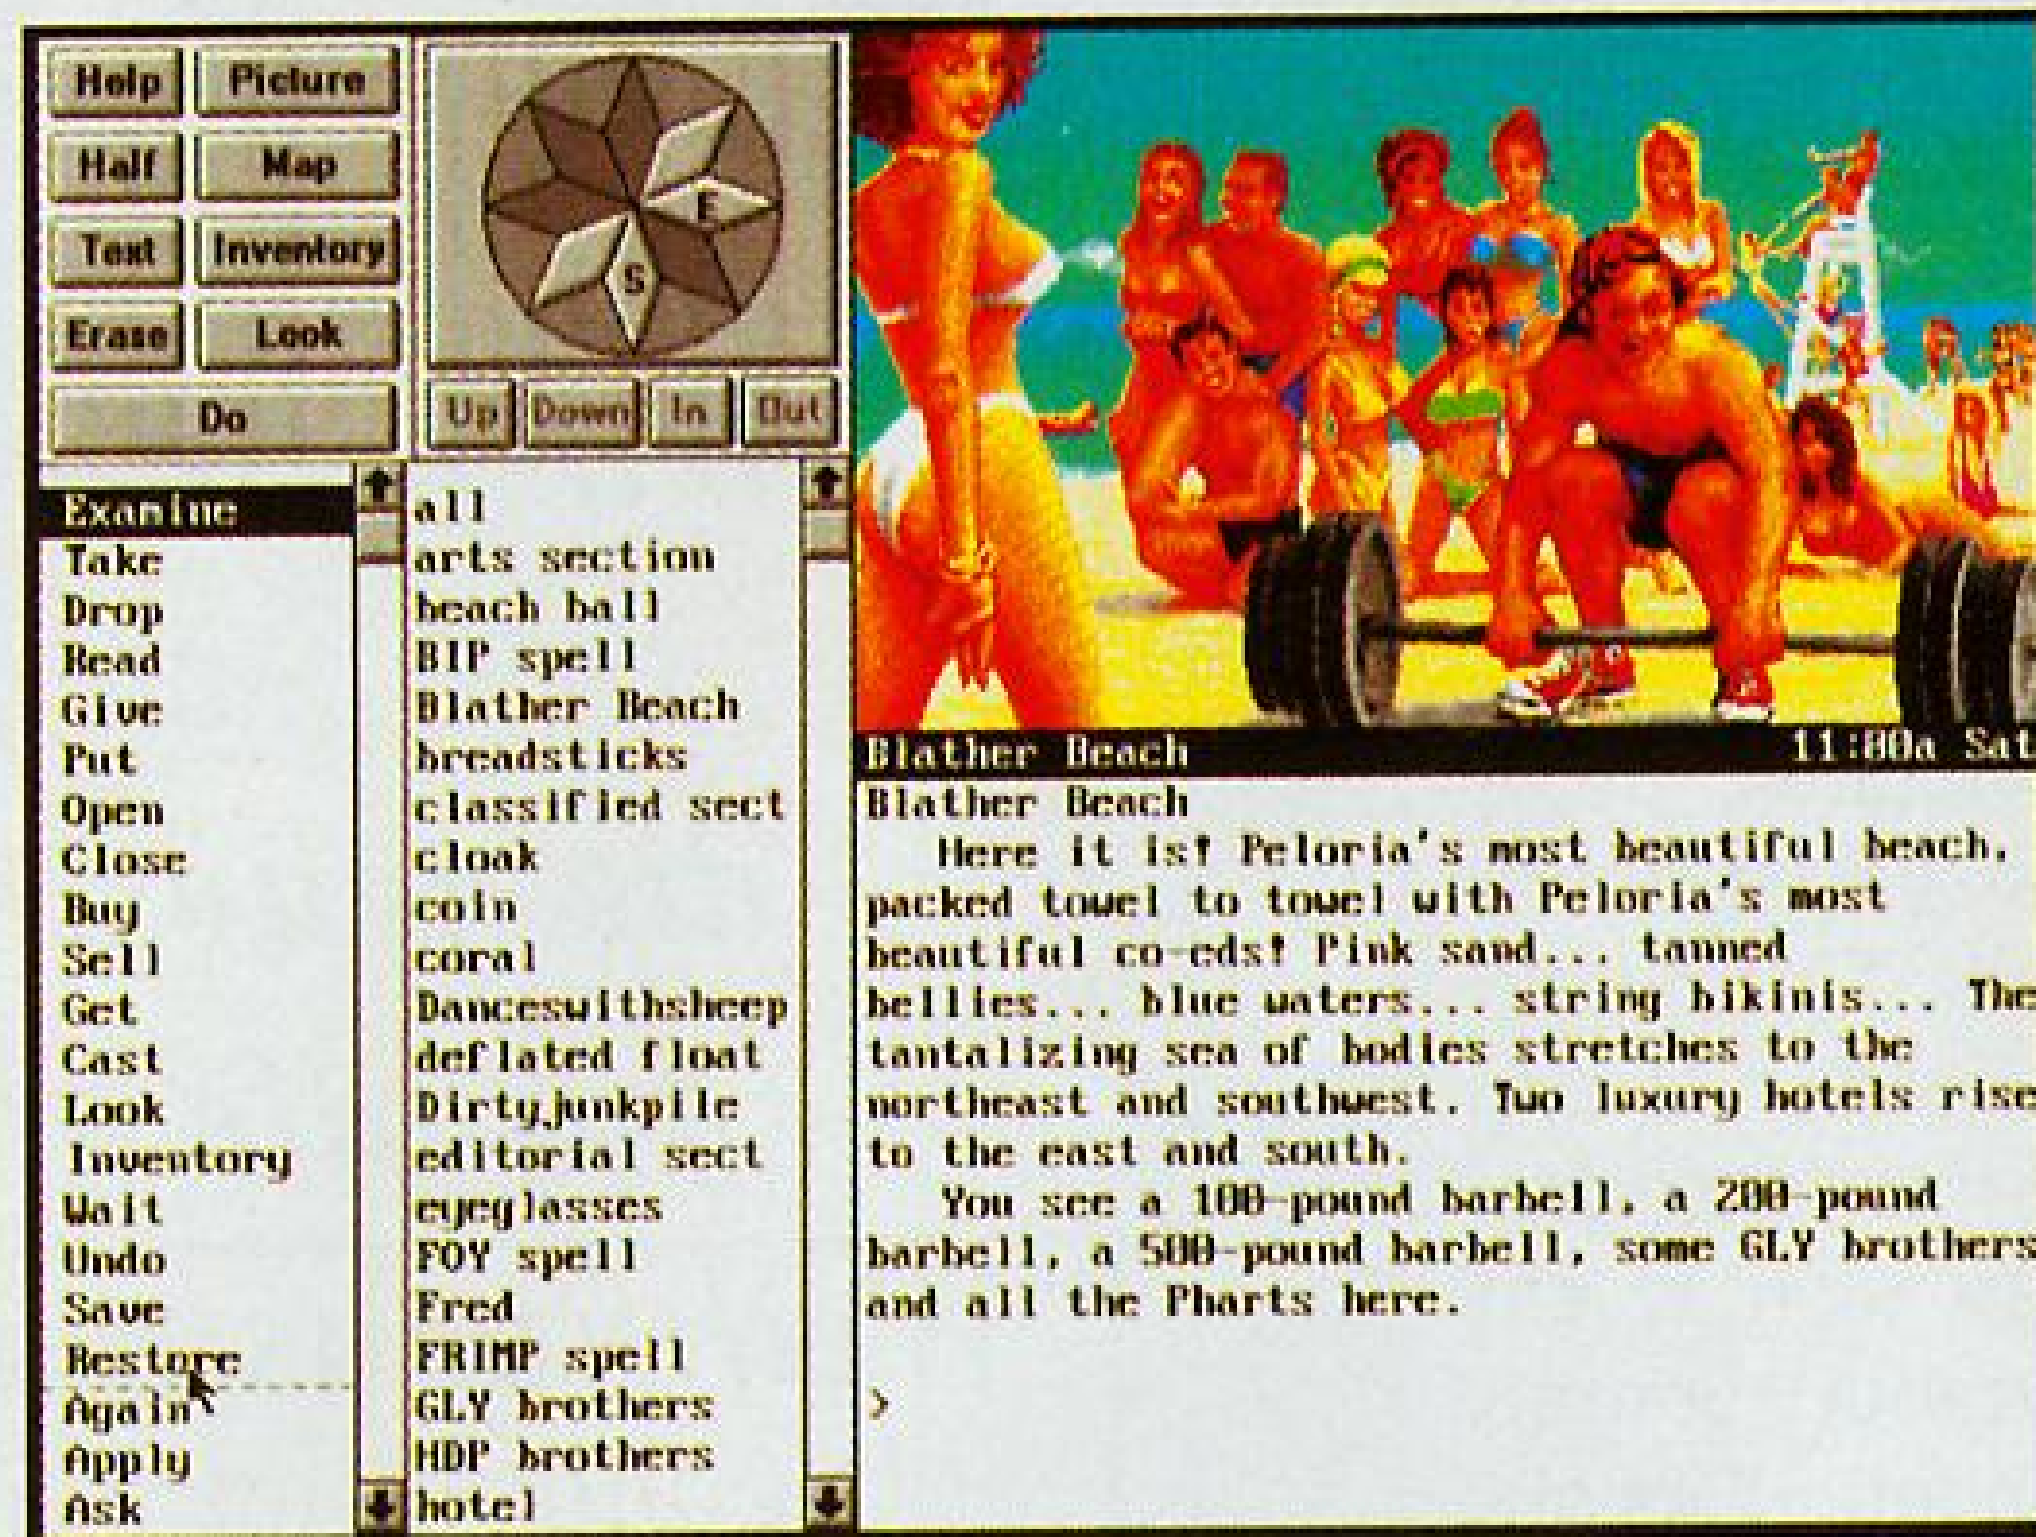 Help Picture
Half Map
Text Inventory
Erase Look
Do
E
S
Up Down In Out
Examine
Take
Drop
Read
Give
Put
Open
Close
Buy
Sell
Get
Cast
Look
Inventory
Wait
Undo
Save
Restore
Again
Apply
Ask
all
arts section
beach ball
BIP spell
Blather Beach
breadsticks
classified sect
cloak
coin
coral
Danceswithsheep
deflated float
Dirtyjunkpile
editorial sect
eyeglasses
FOY spell
Fred
FRIMP spell
GLY brothers
HDP brothers
hotel
Blather Beach 11:00a Sat
Blather Beach
Here it is! Peloria's most beautiful beach,
packed towel to towel with Peloria's most
beautiful co-eds! Pink sand... tanned
bellies... blue waters... string bikinis... The
tantalizing sea of bodies stretches to the
northeast and southwest. Two luxury hotels rise
to the east and south.
You see a 100-pound barbell, a 200-pound
barbell, a 500-pound barbell, some GLY brothers
and all the Pharts here.
>